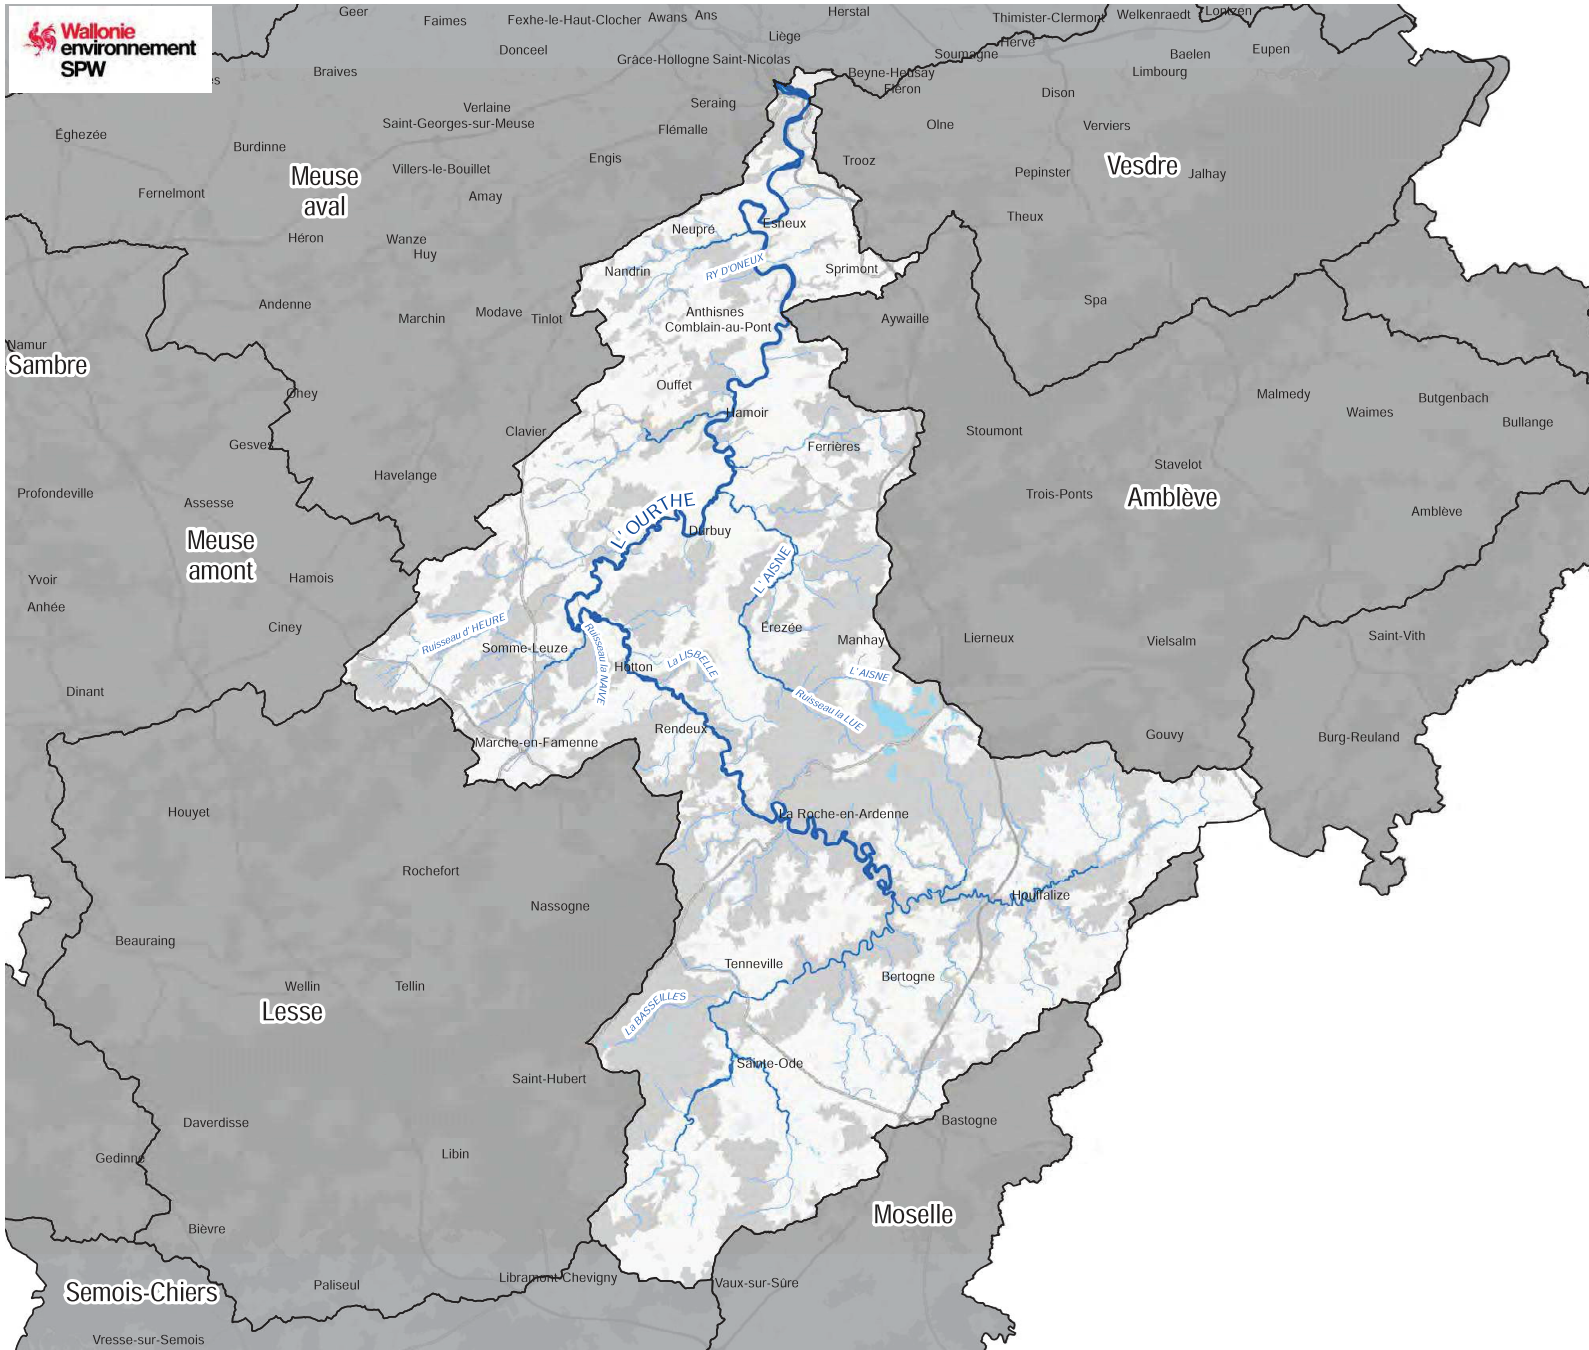 Wallonie
environnement
SPW
Geer
Faimes
Fexhe-le-Haut-Clocher
Awans
Ans
Herstal
Thimister-Clermont
Welkenraedt
Lontzen
Donceel
Liège
Herve
Grâce-Hollogne
Saint-Nicolas
Soumagne
Baelen
Eupen
Braives
Beyne-Heusay
Limbourg
es
Fléron
Dison
Verlaine
Seraing
Saint-Georges-sur-Meuse
Flémalle
Olne
Verviers
Éghezée
Burdinne
Engis
Trooz
Vesdre
Meuse
aval
Villers-le-Bouillet
Pepinster
Jalhay
Fernelmont
Amay
Theux
Héron
Wanze
Huy
Neupré
Esneux
RY D'ONEUX
Nandrin
Sprimont
Andenne
Marchin
Modave
Tinlot
Anthisnes
Comblain-au-Pont
Aywaille
Spa
Namur
Sambre
Ouffet
Ohey
Hamoir
Malmedy
Waimes
Butgenbach
Bullange
Gesves
Clavier
Ferrières
Stoumont
Havelange
Stavelot
Profondeville
Assesse
Trois-Ponts
Amblève
Amblève
L' OURTHE
Durbuy
Meuse
amont
L' AISNE
Yvoir
Hamois
Anhée
Ciney
Ruisseau d' HEURE
Somme-Leuze
Ruisseau la NAIVE
Érezée
Manhay
Lierneux
Vielsalm
Saint-Vith
Hotton
La LISBELLE
L' AISNE
Dinant
Ruisseau la LUE
Rendeux
Marche-en-Famenne
Gouvy
Burg-Reuland
Houyet
La Roche-en-Ardenne
Rochefort
Houffalize
Nassogne
Beauraing
Tenneville
Bertogne
Wellin
Tellin
La BASSEILLES
Lesse
Sainte-Ode
Saint-Hubert
Daverdisse
Bastogne
Gedinne
Libin
Bièvre
Moselle
Semois-Chiers
Paliseul
Libramont-Chevigny
Vaux-sur-Sûre
Vresse-sur-Semois